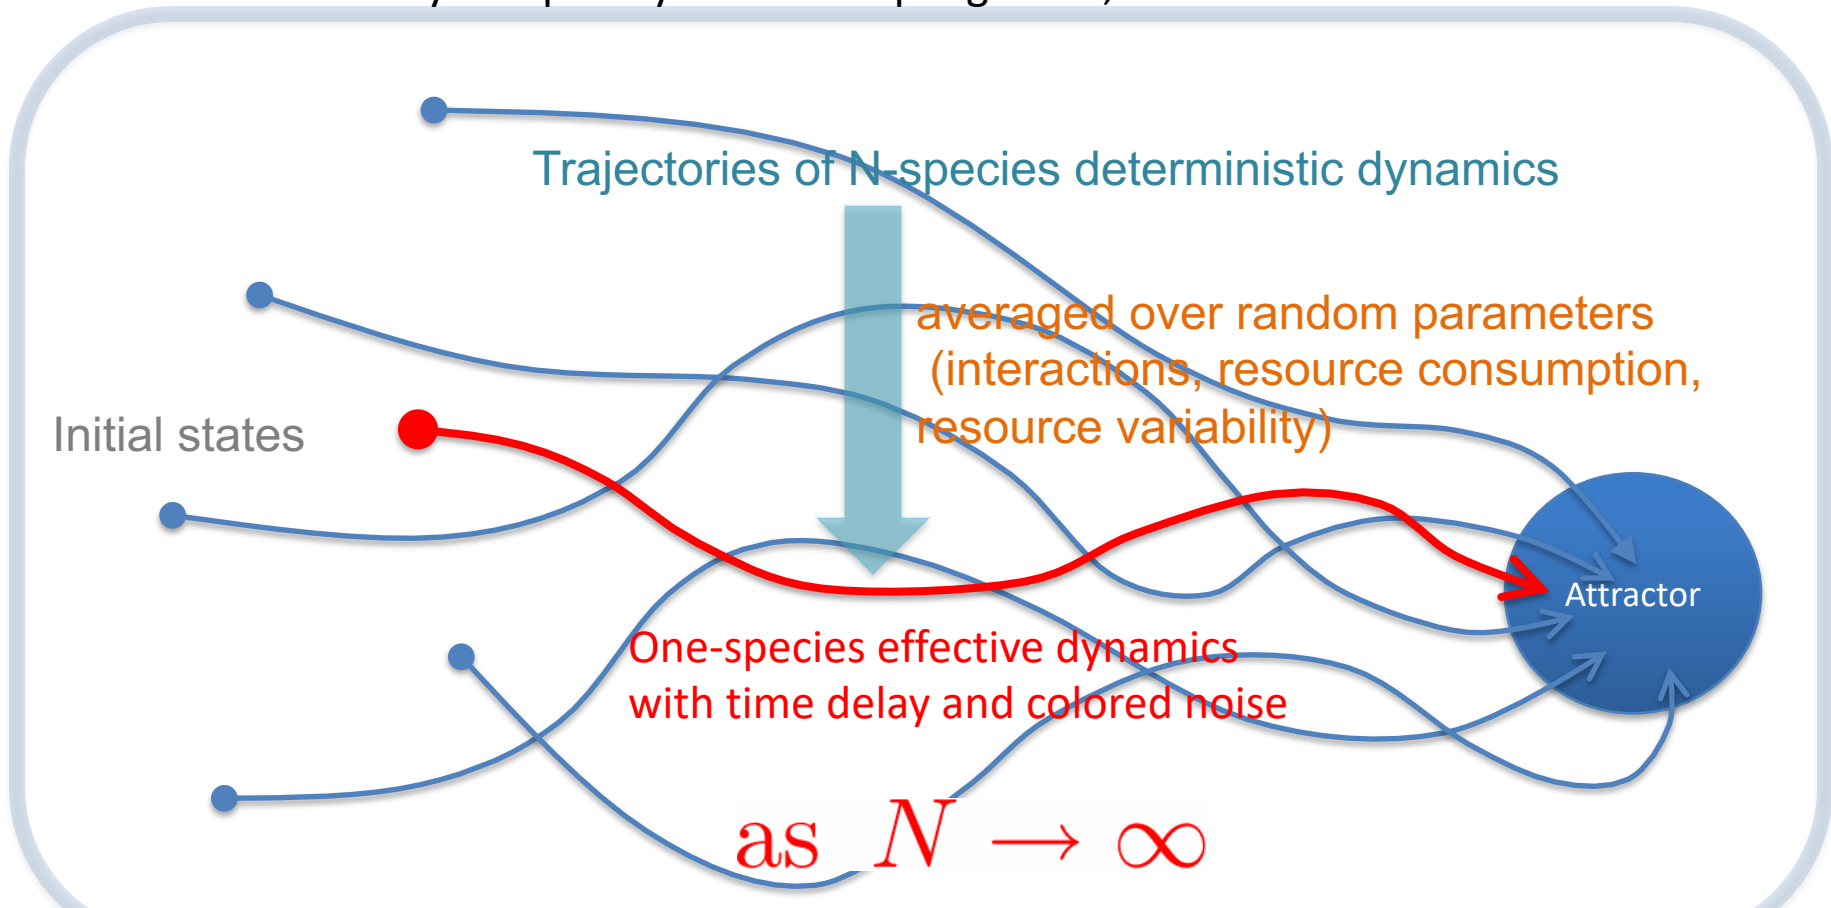 Trajectories of N-species deterministic dynamics
averaged over random parameters
(interactions, resource consumption,
resource variability)
Initial states
Attractor
One-species effective dynamics
with time delay and colored noise
as N → ∞